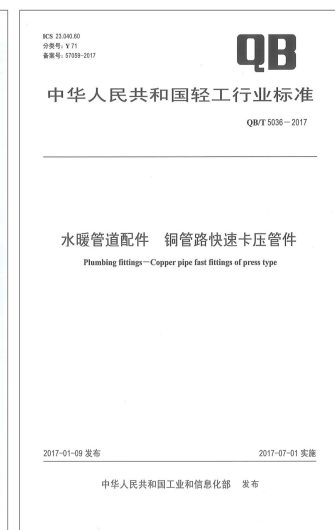 ICS 23.040.60
分类号：Y 71
备案号：57059-2017
QB
中华人民共和国轻工行业标准
QB/T 5036－2017
水暖管道配件　铜管路快速卡压管件
Plumbing fittings－Copper pipe fast fittings of press type
2017-01-09 发布
2017-07-01 实施
中华人民共和国工业和信息化部　发布